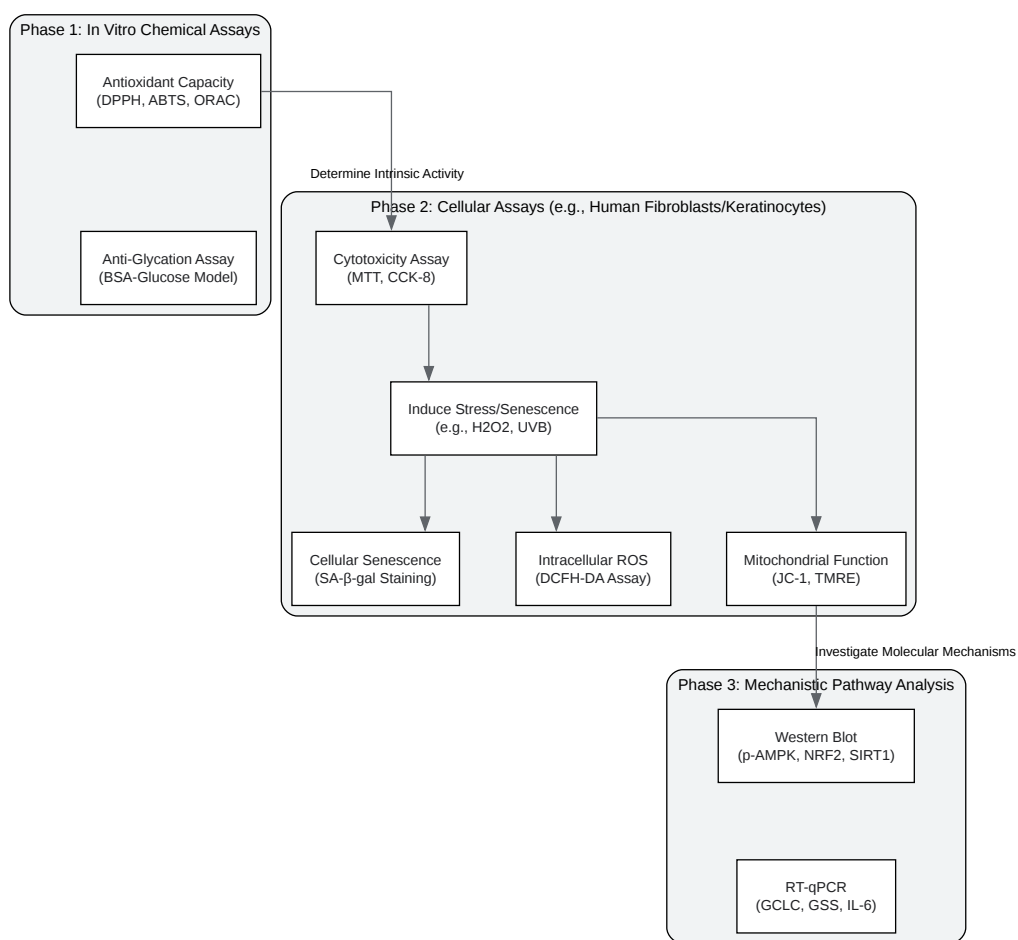 Phase 1: In Vitro Chemical Assays
Antioxidant Capacity
(DPPH, ABTS, ORAC)
Anti-Glycation Assay
(BSA-Glucose Model)
Determine Intrinsic Activity
Phase 2: Cellular Assays (e.g., Human Fibroblasts/Keratinocytes)
Cytotoxicity Assay
(MTT, CCK-8)
Induce Stress/Senescence
(e.g., H2O2, UVB)
Cellular Senescence
(SA-β-gal Staining)
Intracellular ROS
(DCFH-DA Assay)
Mitochondrial Function
(JC-1, TMRE)
Investigate Molecular Mechanisms
Phase 3: Mechanistic Pathway Analysis
Western Blot
(p-AMPK, NRF2, SIRT1)
RT-qPCR
(GCLC, GSS, IL-6)